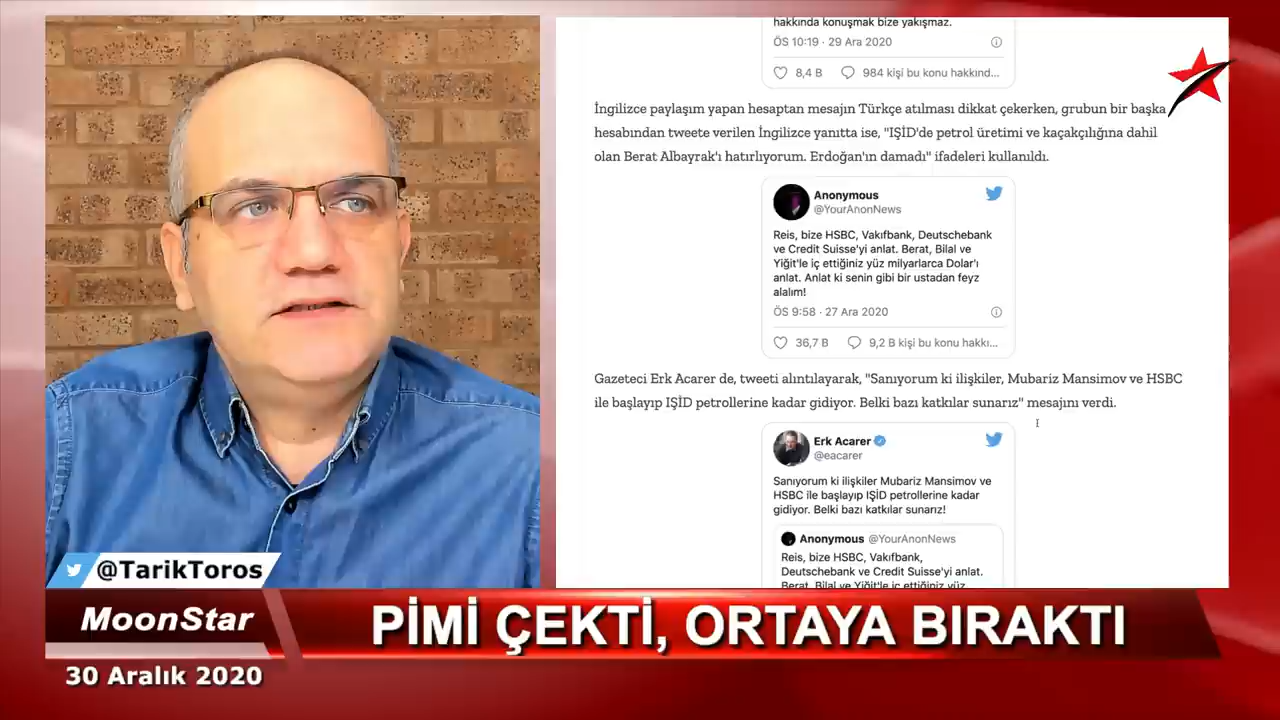 hakkında konuşmak bize yakışmaz.
ÖS 10:19 · 29 Ara 2020
8,4 B 984 kişi bu konu hakkınd...
İngilizce paylaşım yapan hesaptan mesajın Türkçe atılması dikkat çekerken, grubun bir başka
hesabından tweete verilen İngilizce yanıtta ise, "IŞİD'de petrol üretimi ve kaçakçılığına dahil
olan Berat Albayrak'ı hatırlıyorum. Erdoğan'ın damadı" ifadeleri kullanıldı.
Anonymous
@YourAnonNews
Reis, bize HSBC, Vakıfbank, Deutschebank
ve Credit Suisse'yi anlat. Berat, Bilal ve
Yiğit'le iç ettiğiniz yüz milyarlarca Dolar'ı
anlat. Anlat ki senin gibi bir ustadan feyz
alalım!
ÖS 9:58 · 27 Ara 2020
36,7 B 9,2 B kişi bu konu hakkı...
Gazeteci Erk Acarer de, tweeti alıntılayarak, "Sanıyorum ki ilişkiler, Mubariz Mansimov ve HSBC
ile başlayıp IŞİD petrollerine kadar gidiyor. Belki bazı katkılar sunarız" mesajını verdi.
Erk Acarer
@eacarer
Sanıyorum ki ilişkiler Mubariz Mansimov ve
HSBC ile başlayıp IŞİD petrollerine kadar
gidiyor. Belki bazı katkılar sunarız!
Anonymous @YourAnonNews
Reis, bize HSBC, Vakıfbank,
Deutschebank ve Credit Suisse'yi anlat.
Berat, Bilal ve Yiğit'le iç ettiğiniz yüz
@TarikToros
MoonStar
PİMİ ÇEKTİ, ORTAYA BIRAKTI
30 Aralık 2020